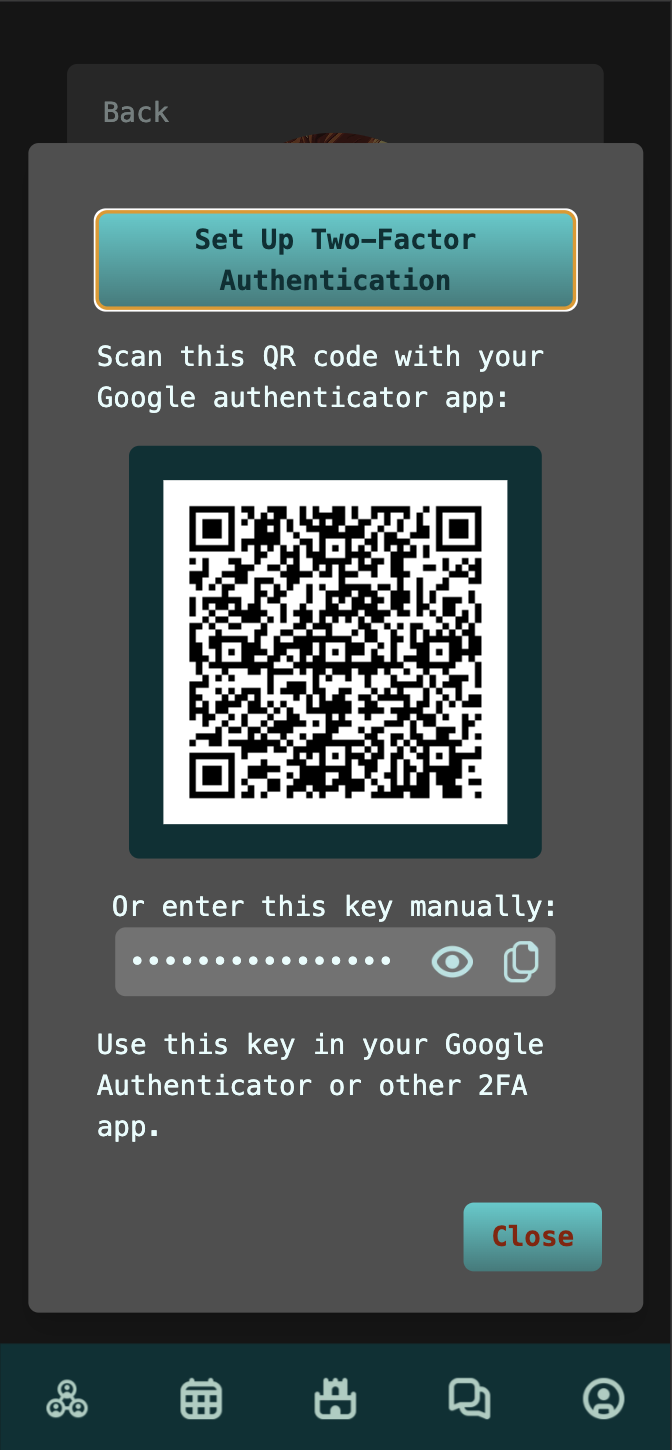 Back
Set Up Two-Factor
Authentication
Scan this QR code with your
Google authenticator app:
Or enter this key manually:
••••••••••••••••
Use this key in your Google
Authenticator or other 2FA
app.
Close